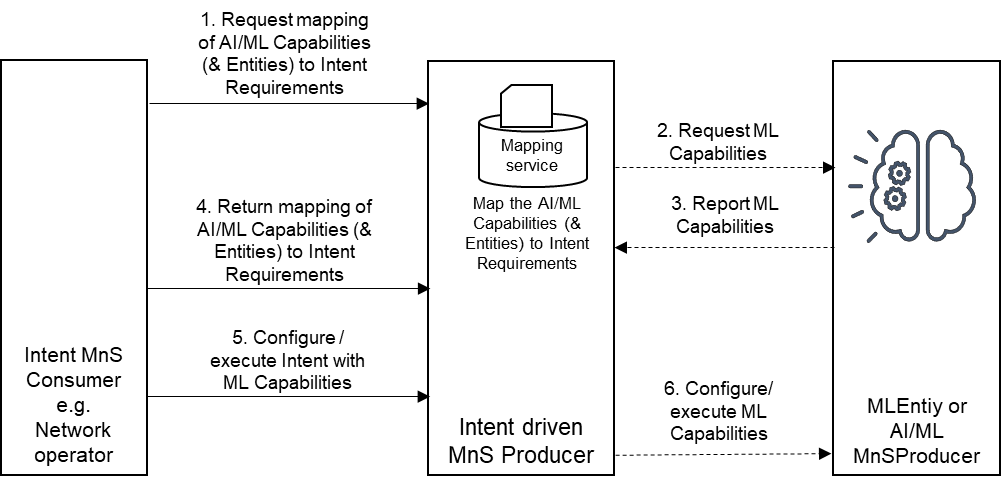 1. Request mapping
of AI/ML Capabilities
(& Entities) to Intent
Requirements
Mapping
service
Map the AI/ML
Capabilities (&
Entities) to Intent
Requirements
2. Request ML
Capabilities
3. Report ML
Capabilities
4. Return mapping of
AI/ML Capabilities (&
Entities) to Intent
Requirements
5. Configure /
execute Intent with
ML Capabilities
6. Configure/
execute ML
Capabilities
Intent MnS
Consumer
e.g.
Network
operator
Intent driven
MnS Producer
MLEntiy or
AI/ML
MnSProducer